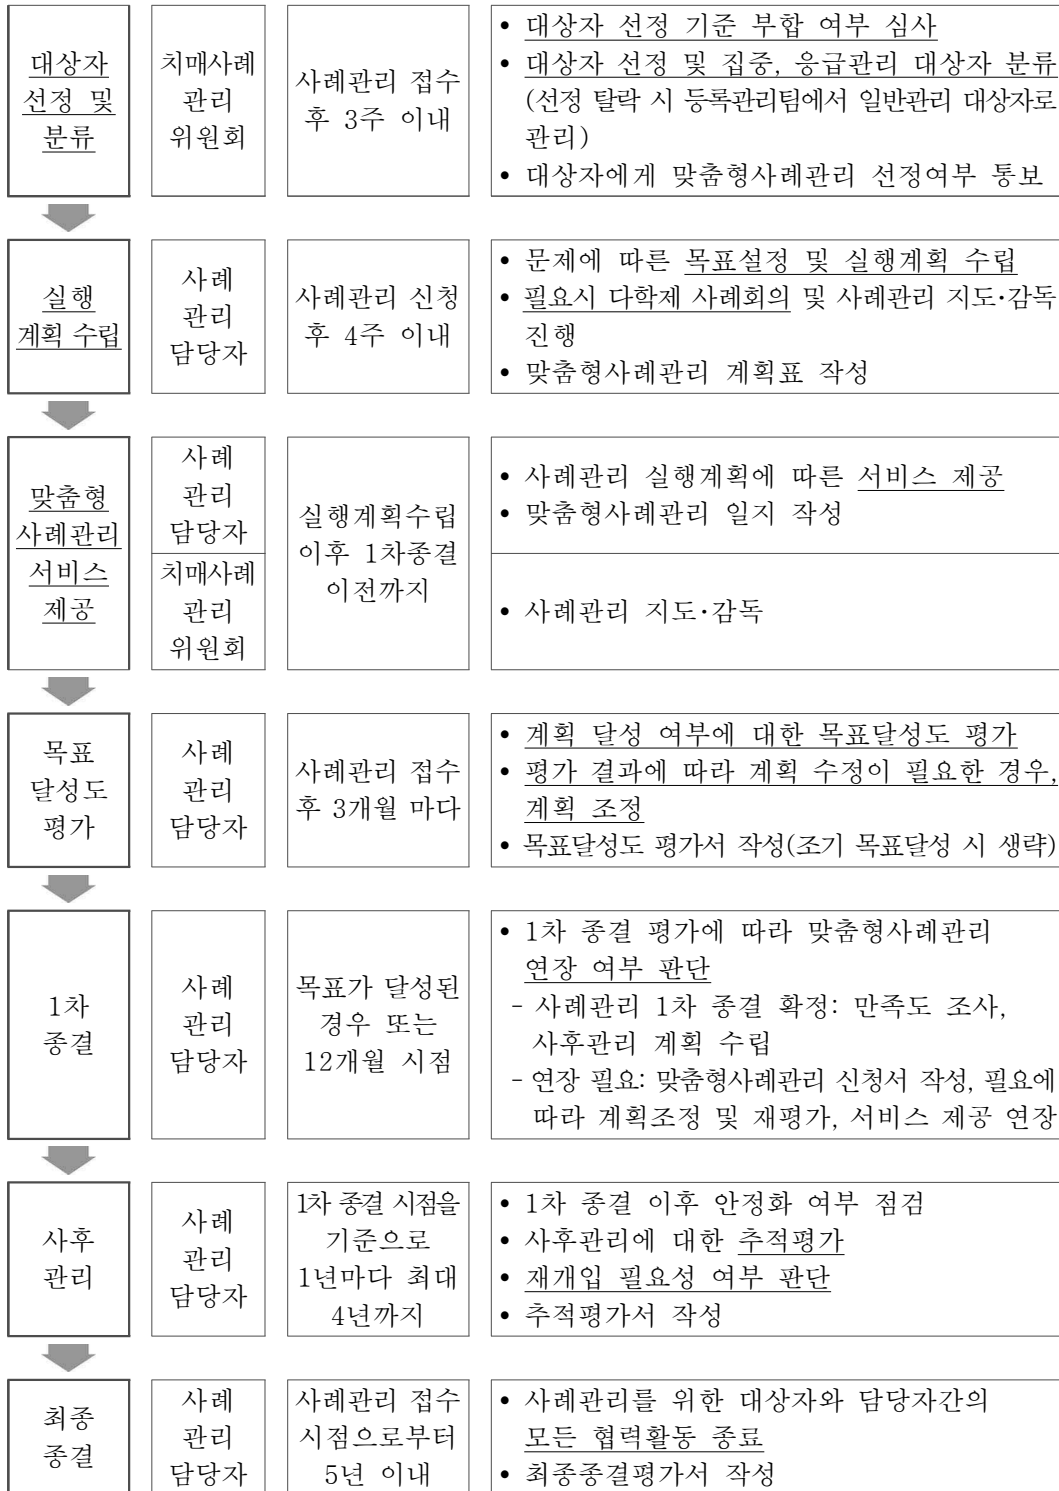 대상자
선정 및
분류
치매사례
관리
위원회
사례관리 접수
후 3주 이내
• 대상자 선정 기준 부합 여부 심사
• 대상자 선정 및 집중, 응급관리 대상자 분류
(선정 탈락 시 등록관리팀에서 일반관리 대상자로
관리)
• 대상자에게 맞춤형사례관리 선정여부 통보
실행
계획 수립
사례
관리
담당자
사례관리 신청
후 4주 이내
• 문제에 따른 목표설정 및 실행계획 수립
• 필요시 다학제 사례회의 및 사례관리 지도·감독
진행
• 맞춤형사례관리 계획표 작성
맞춤형
사례관리
서비스
제공
사례
관리
담당자
치매사례
관리
위원회
실행계획수립
이후 1차종결
이전까지
• 사례관리 실행계획에 따른 서비스 제공
• 맞춤형사례관리 일지 작성
• 사례관리 지도·감독
목표
달성도
평가
사례
관리
담당자
사례관리 접수
후 3개월 마다
• 계획 달성 여부에 대한 목표달성도 평가
• 평가 결과에 따라 계획 수정이 필요한 경우,
계획 조정
• 목표달성도 평가서 작성(조기 목표달성 시 생략)
1차
종결
사례
관리
담당자
목표가 달성된
경우 또는
12개월 시점
• 1차 종결 평가에 따라 맞춤형사례관리
연장 여부 판단
- 사례관리 1차 종결 확정: 만족도 조사,
사후관리 계획 수립
- 연장 필요: 맞춤형사례관리 신청서 작성, 필요에
따라 계획조정 및 재평가, 서비스 제공 연장
사후
관리
사례
관리
담당자
1차 종결 시점을
기준으로
1년마다 최대
4년까지
• 1차 종결 이후 안정화 여부 점검
• 사후관리에 대한 추적평가
• 재개입 필요성 여부 판단
• 추적평가서 작성
최종
종결
사례
관리
담당자
사례관리 접수
시점으로부터
5년 이내
• 사례관리를 위한 대상자와 담당자간의
모든 협력활동 종료
• 최종종결평가서 작성